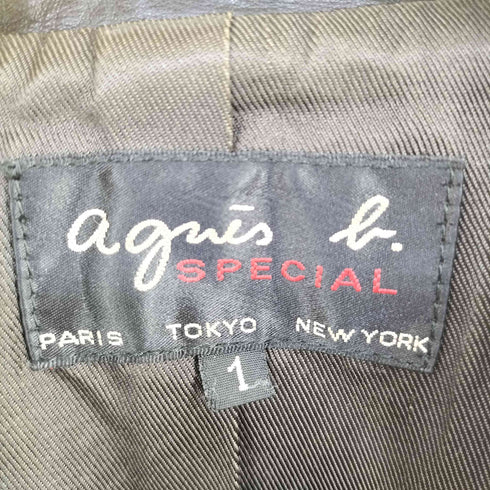 agnès b.
SPECIAL
PARIS TOKYO NEW YORK
1